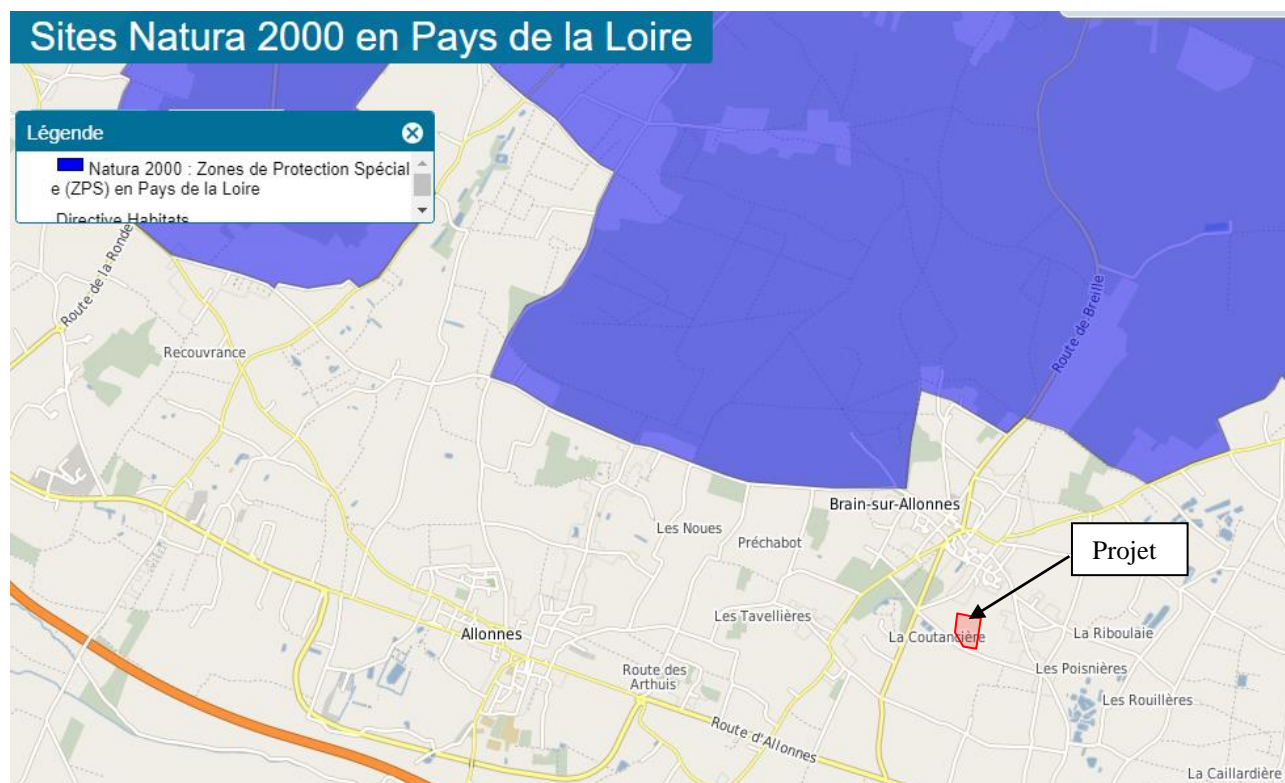 Sites Natura 2000 en Pays de la Loire
Légende
Natura 2000 : Zones de Protection Spécial
e (ZPS) en Pays de la Loire
Directive Habitats
Route de la Ronde
Recouvrance
Route de Breille
Brain-sur-Allonnes
Les Noues
Préchabot
Projet
Les Tavellières
Allonnes
La Coutancière
La Riboulaie
Route des
Arthuis
Les Poisnières
Les Rouillères
Route d'Allonnes
La Caillardière